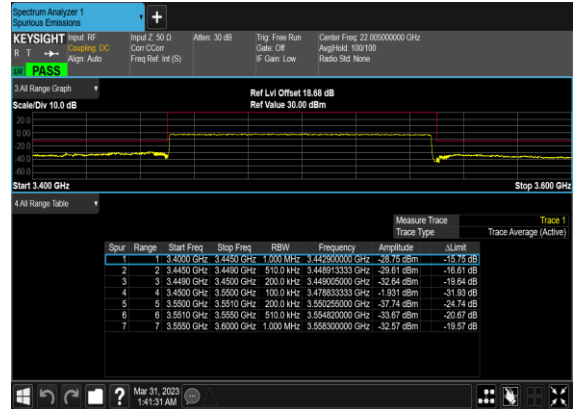 Spectrum Analyzer 1
Spurious Emissions
KEYSIGHT Input: RF Input Z: 50 Ω Atten: 30 dB Trig: Free Run Center Freq: 22.005000000 GHz
R T Coupling: DC Corr CCorr Gate: Off Avg|Hold: 100/100
Align: Auto Freq Ref: Int (S) IF Gain: Low Radio Std: None
PASS
3 All Range Graph Ref Lvl Offset 18.68 dB
Scale/Div 10.0 dB Ref Value 30.00 dBm
20.0
0.00
-20.0
-40.0
-60.0
Start 3.400 GHz Stop 3.600 GHz
4 All Range Table
Measure Trace Trace 1
Trace Type Trace Average (Active)
Spur Range Start Freq Stop Freq RBW Frequency Amplitude ΔLimit
1 1 3.4000 GHz 3.4450 GHz 1.000 MHz 3.442900000 GHz -28.75 dBm -15.75 dB
2 2 3.4450 GHz 3.4490 GHz 510.0 kHz 3.448913333 GHz -29.61 dBm -16.61 dB
3 3 3.4490 GHz 3.4500 GHz 200.0 kHz 3.449005000 GHz -32.64 dBm -19.64 dB
4 4 3.4500 GHz 3.5500 GHz 100.0 kHz 3.478833333 GHz -1.931 dBm -31.93 dB
5 5 3.5500 GHz 3.5510 GHz 200.0 kHz 3.550255000 GHz -37.74 dBm -24.74 dB
6 6 3.5510 GHz 3.5550 GHz 510.0 kHz 3.554820000 GHz -33.67 dBm -20.67 dB
7 7 3.5550 GHz 3.6000 GHz 1.000 MHz 3.558300000 GHz -32.57 dBm -19.57 dB
Mar 31, 2023
1:41:31 AM